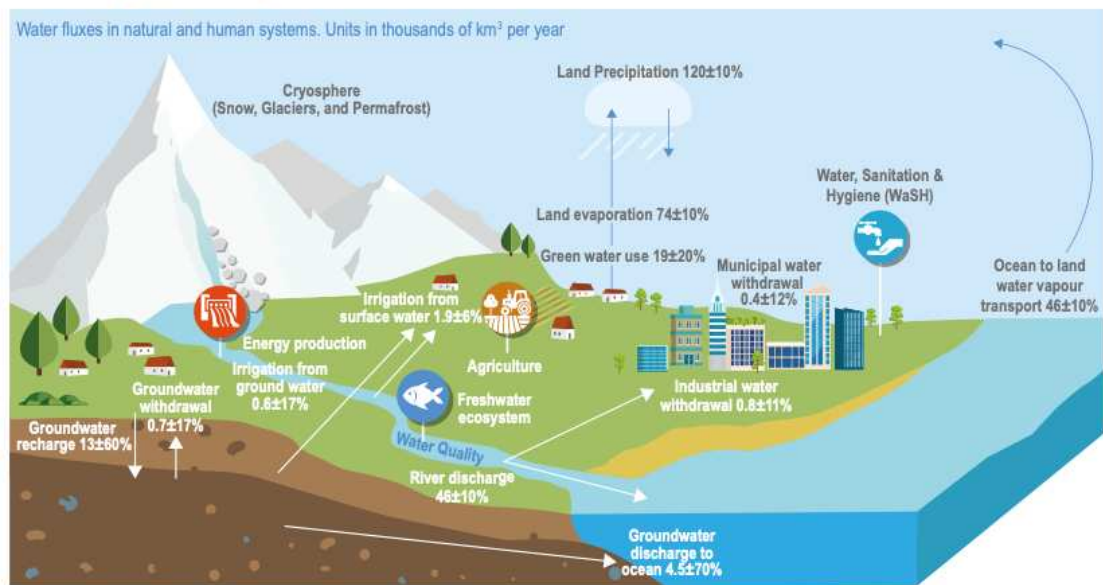 Water fluxes in natural and human systems. Units in thousands of km³ per year
Land Precipitation 120±10%
Cryosphere
(Snow, Glaciers, and Permafrost)
Water, Sanitation &
Hygiene (WaSH)
Land evaporation 74±10%
Green water use 19±20%
Municipal water
withdrawal
0.4±12%
Ocean to land
water vapour
transport 46±10%
Irrigation from
surface water 1.9±6%
Energy production
Agriculture
Irrigation from
ground water
0.6±17%
Groundwater
withdrawal
0.7±17%
Industrial water
withdrawal 0.8±11%
Freshwater
ecosystem
Groundwater
recharge 13±60%
Water Quality
River discharge
46±10%
Groundwater
discharge to
ocean 4.5±70%